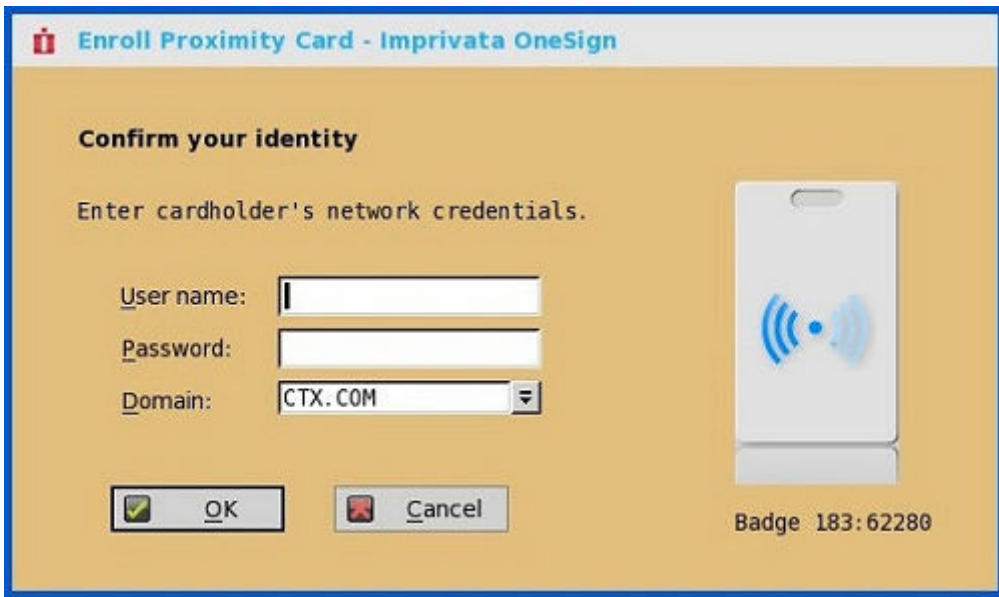 Enroll Proximity Card - Imprivata OneSign
Confirm your identity
Enter cardholder's network credentials.
User name:
Password:
Domain:
CTX.COM
OK
Cancel
Badge 183:62280